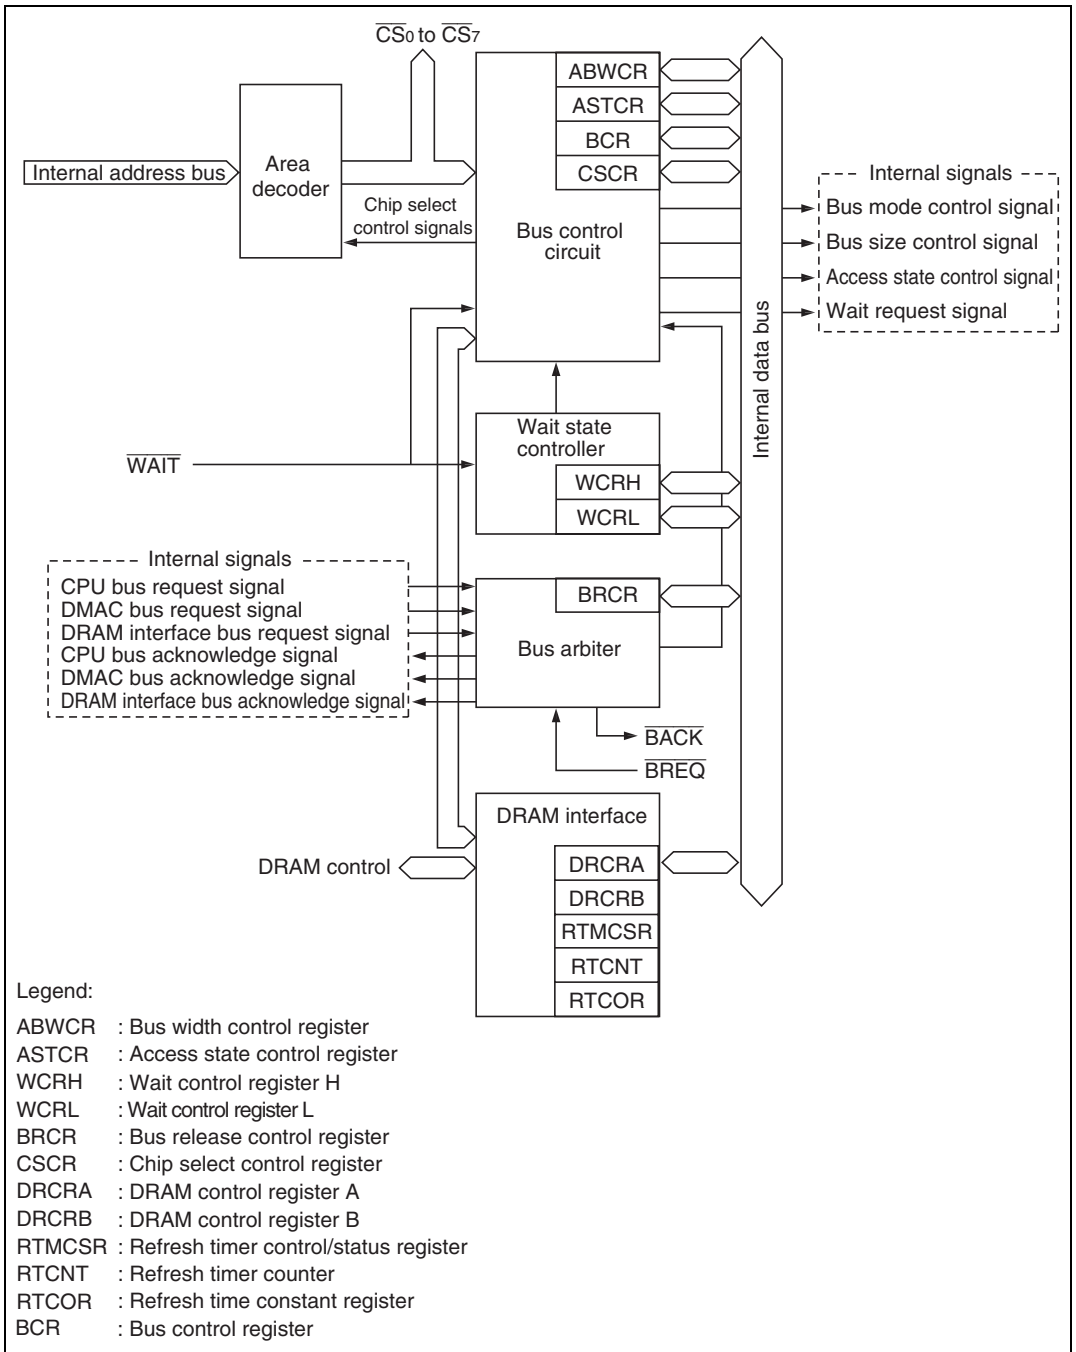 CS0 to CS7
ABWCR
ASTCR
BCR
CSCR
Internal address bus
Area
decoder
Chip select
control signals
Bus control
circuit
Internal signals
Bus mode control signal
Bus size control signal
Access state control signal
Wait request signal
Internal data bus
Wait state
controller
WAIT
WCRH
WCRL
Internal signals
CPU bus request signal
DMAC bus request signal
DRAM interface bus request signal
CPU bus acknowledge signal
DMAC bus acknowledge signal
DRAM interface bus acknowledge signal
BRCR
Bus arbiter
BACK
BREQ
DRAM interface
DRAM control
DRCRA
DRCRB
RTMCSR
RTCNT
RTCOR
Legend:
ABWCR : Bus width control register
ASTCR : Access state control register
WCRH : Wait control register H
WCRL : Wait control register L
BRCR : Bus release control register
CSCR : Chip select control register
DRCRA : DRAM control register A
DRCRB : DRAM control register B
RTMCSR : Refresh timer control/status register
RTCNT : Refresh timer counter
RTCOR : Refresh time constant register
BCR : Bus control register